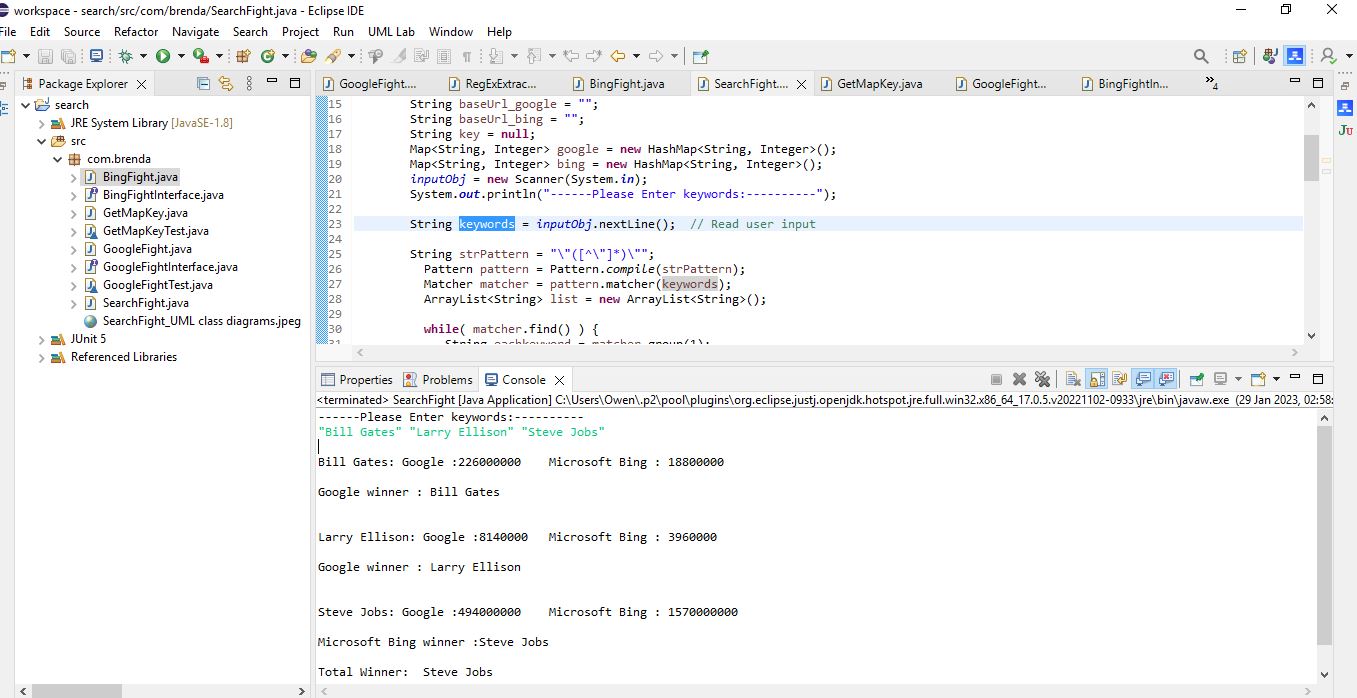 workspace - search/src/com/brenda/SearchFight.java - Eclipse IDE
File Edit Source Refactor Navigate Search Project Run UML Lab Window Help
Package Explorer
GoogleFight.... RegExExtrac... BingFight.java SearchFight.... GetMapKey.java GoogleFight... BingFightIn... »4
search
JRE System Library [JavaSE-1.8]
src
com.brenda
BingFight.java
BingFightInterface.java
GetMapKey.java
GetMapKeyTest.java
GoogleFight.java
GoogleFightInterface.java
GoogleFightTest.java
SearchFight.java
SearchFight_UML class diagrams.jpeg
JUnit 5
Referenced Libraries
15 String baseUrl_google = "";
16 String baseUrl_bing = "";
17 String key = null;
18 Map<String, Integer> google = new HashMap<String, Integer>();
19 Map<String, Integer> bing = new HashMap<String, Integer>();
20 inputObj = new Scanner(System.in);
21 System.out.println("------Please Enter keywords:----------");
22
23 String keywords = inputObj.nextLine(); // Read user input
24
25 String strPattern = "\"([^\"]*)\"";
26 Pattern pattern = Pattern.compile(strPattern);
27 Matcher matcher = pattern.matcher(keywords);
28 ArrayList<String> list = new ArrayList<String>();
29
30 while( matcher.find() ) {
31 String eachkeyword = matcher.group(1);
Ju
Properties Problems Console
<terminated> SearchFight [Java Application] C:\Users\Owen\.p2\pool\plugins\org.eclipse.justj.openjdk.hotspot.jre.full.win32.x86_64_17.0.5.v20221102-0933\jre\bin\javaw.exe (29 Jan 2023, 02:58:
------Please Enter keywords:----------
"Bill Gates" "Larry Ellison" "Steve Jobs"
Bill Gates: Google :226000000 Microsoft Bing : 18800000
Google winner : Bill Gates
Larry Ellison: Google :8140000 Microsoft Bing : 3960000
Google winner : Larry Ellison
Steve Jobs: Google :494000000 Microsoft Bing : 1570000000
Microsoft Bing winner :Steve Jobs
Total Winner: Steve Jobs